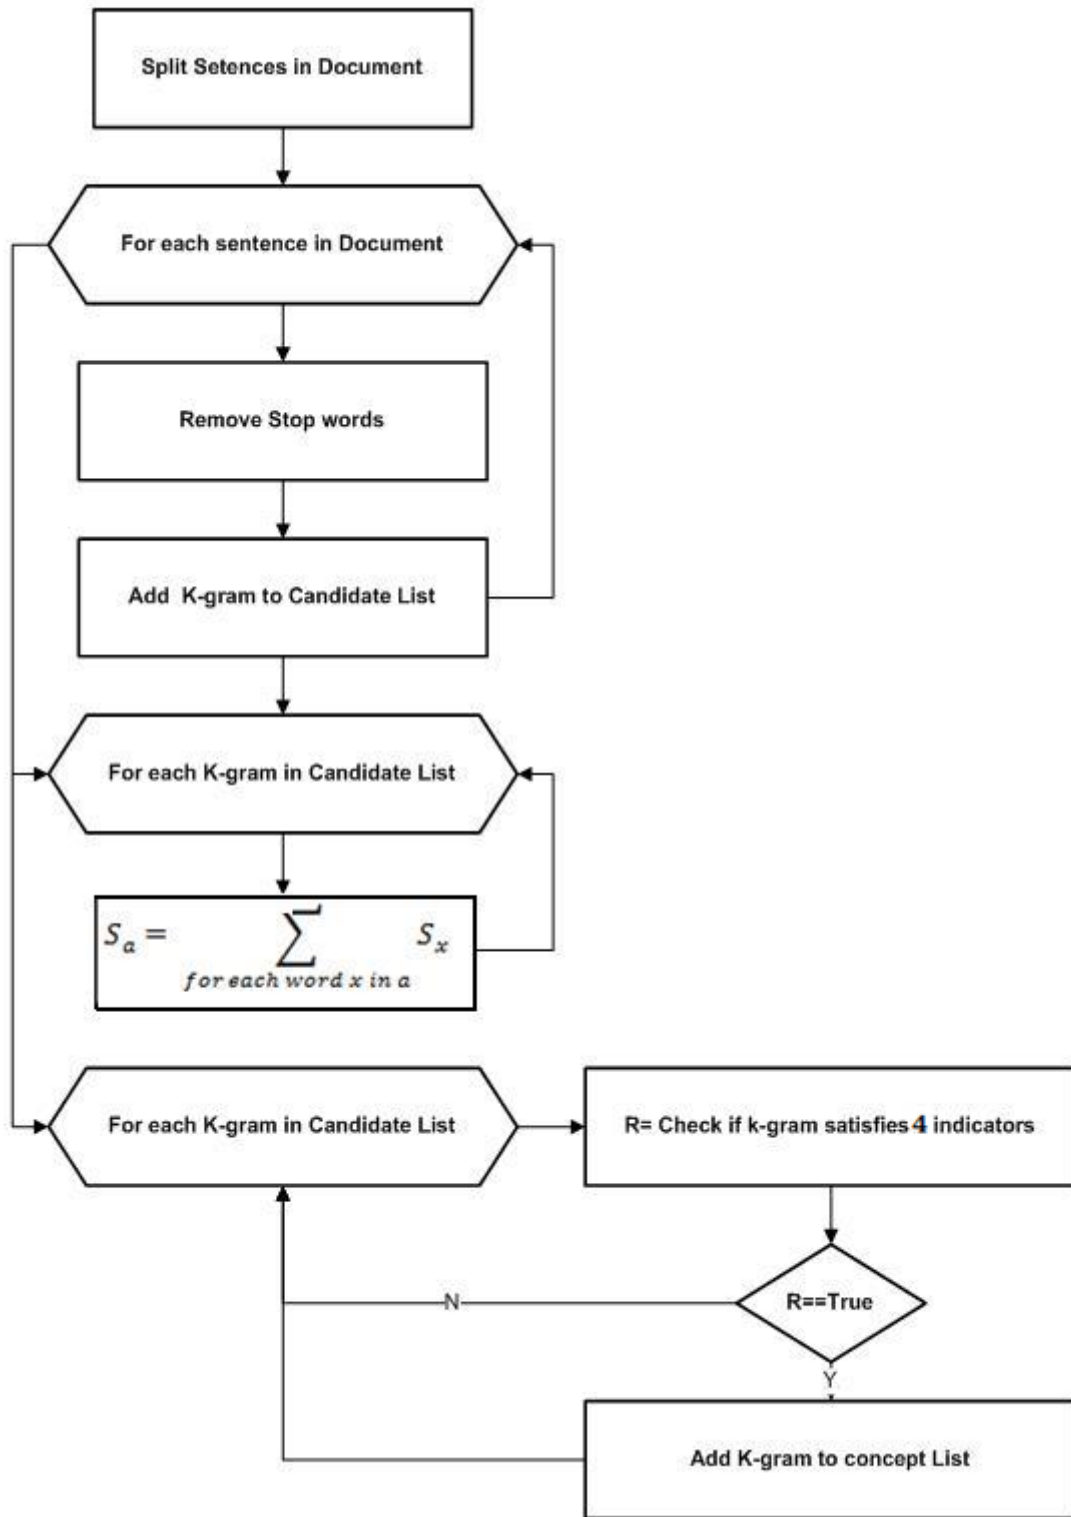 Split Setences in Document
For each sentence in Document
Remove Stop words
Add K-gram to Candidate List
For each K-gram in Candidate List
S_a = ∑ S_x
for each word x in a
For each K-gram in Candidate List
R= Check if k-gram satisfies 4 indicators
R==True
N
Y
Add K-gram to concept List